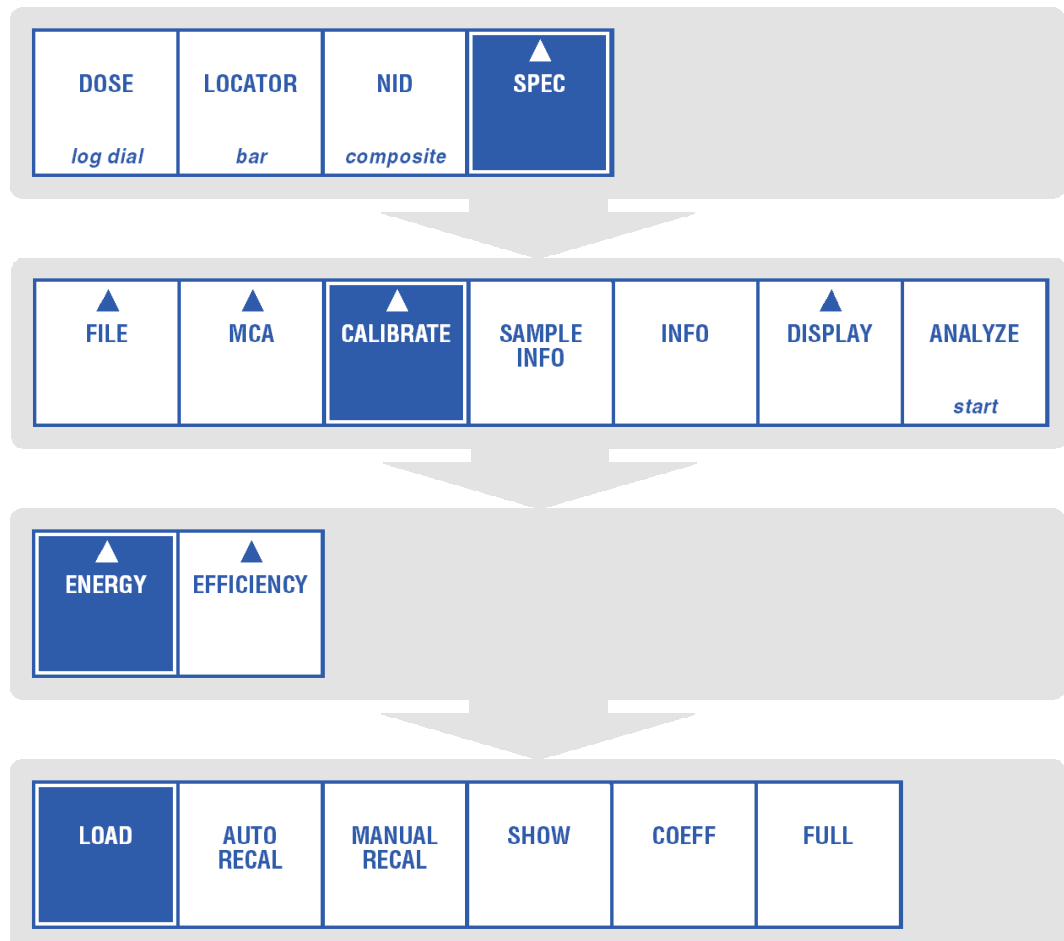 DOSE LOCATOR NID SPEC
log dial bar composite
FILE MCA CALIBRATE SAMPLE INFO DISPLAY ANALYZE
INFO
start
ENERGY EFFICIENCY
LOAD AUTO MANUAL SHOW COEFF FULL
RECAL RECAL